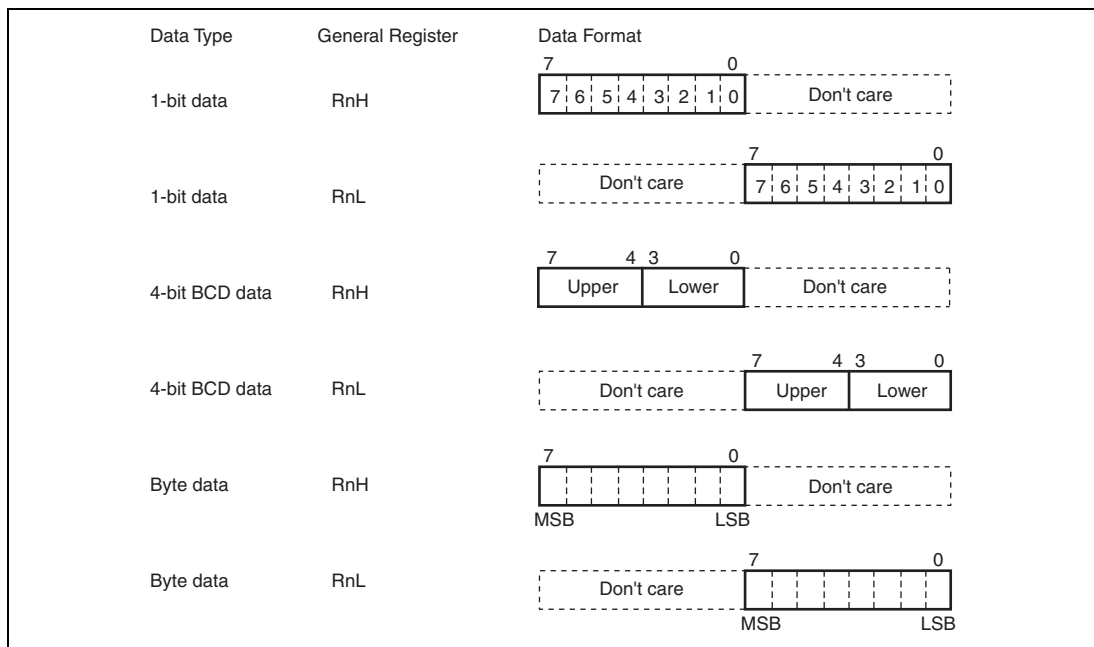 Data Type General Register Data Format
7 0
1-bit data RnH 7 6 5 4 3 2 1 0 Don't care
7 0
1-bit data RnL Don't care 7 6 5 4 3 2 1 0
7 4 3 0
4-bit BCD data RnH Upper Lower Don't care
7 4 3 0
4-bit BCD data RnL Don't care Upper Lower
7 0
Byte data RnH Don't care
MSB LSB
7 0
Byte data RnL Don't care
MSB LSB